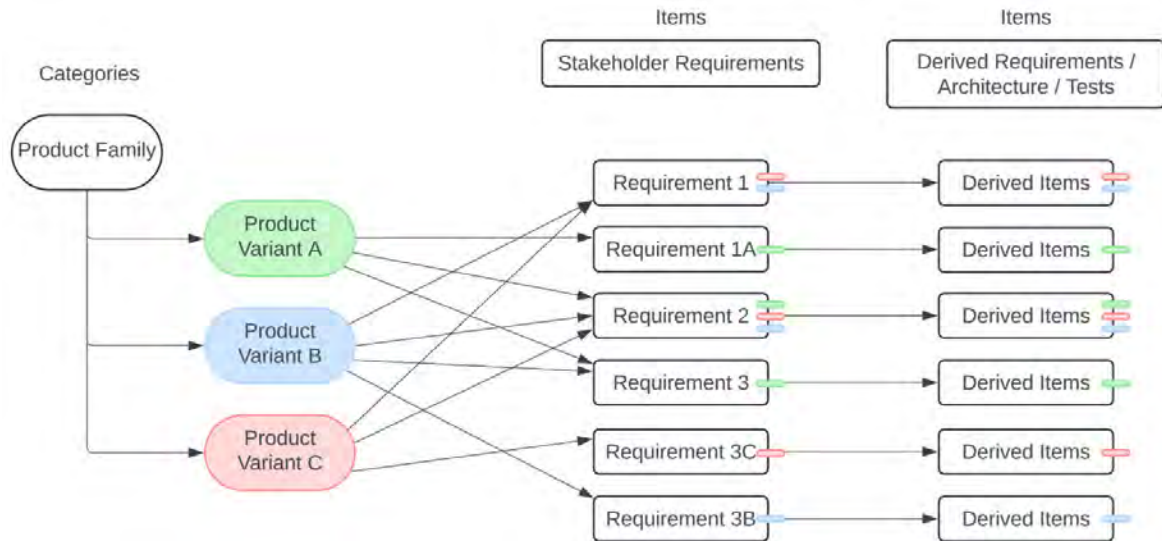 Items
Items
Stakeholder Requirements
Derived Requirements /
Architecture / Tests
Categories
Product Family
Product
Variant A
Product
Variant B
Product
Variant C
Requirement 1
Derived Items
Requirement 1A
Derived Items
Requirement 2
Derived Items
Requirement 3
Derived Items
Requirement 3C
Derived Items
Requirement 3B
Derived Items